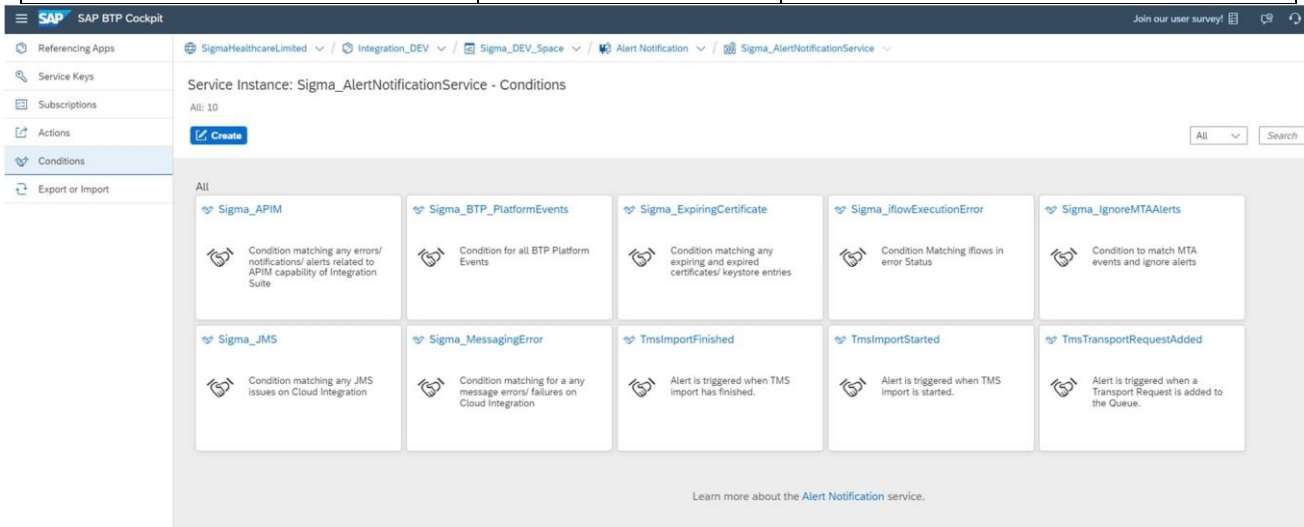 SAP SAP BTP Cockpit
Join our user survey!
Referencing Apps
Service Keys
Subscriptions
Actions
Conditions
Export or Import
SigmaHealthcareLimited / Integration_DEV / Sigma_DEV_Space / Alert Notification / Sigma_AlertNotificationService
Service Instance: Sigma_AlertNotificationService - Conditions
All: 10
Create
All
Search
All
Sigma_APIM
Condition matching any errors/
notifications/ alerts related to
APIM capability of Integration
Suite
Sigma_BTP_PlatformEvents
Condition for all BTP Platform
Events
Sigma_ExpiringCertificate
Condition matching any
expiring and expired
certificates/ keystore entries
Sigma_iflowExecutionError
Condition Matching iflows in
error Status
Sigma_IgnoreMTAAlerts
Condition to match MTA
events and ignore alerts
Sigma_JMS
Condition matching any JMS
issues on Cloud Integration
Sigma_MessagingError
Condition matching for a any
message errors/ failures on
Cloud Integration
TmsImportFinished
Alert is triggered when TMS
import has finished.
TmsImportStarted
Alert is triggered when TMS
import is started.
TmsTransportRequestAdded
Alert is triggered when a
Transport Request is added to
the Queue.
Learn more about the Alert Notification service.